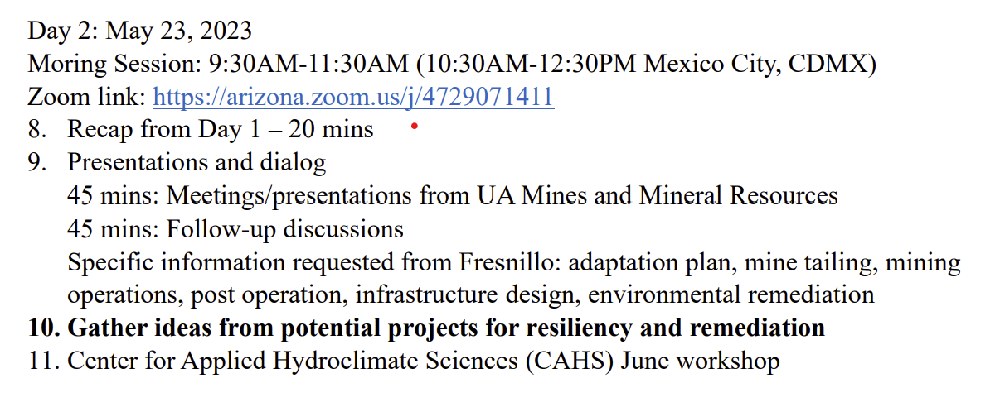 Day 2: May 23, 2023
Moring Session: 9:30AM-11:30AM (10:30AM-12:30PM Mexico City, CDMX)
Zoom link: https://arizona.zoom.us/j/4729071411
8. Recap from Day 1 – 20 mins
9. Presentations and dialog
45 mins: Meetings/presentations from UA Mines and Mineral Resources
45 mins: Follow-up discussions
Specific information requested from Fresnillo: adaptation plan, mine tailing, mining
operations, post operation, infrastructure design, environmental remediation
10. Gather ideas from potential projects for resiliency and remediation
11. Center for Applied Hydroclimate Sciences (CAHS) June workshop